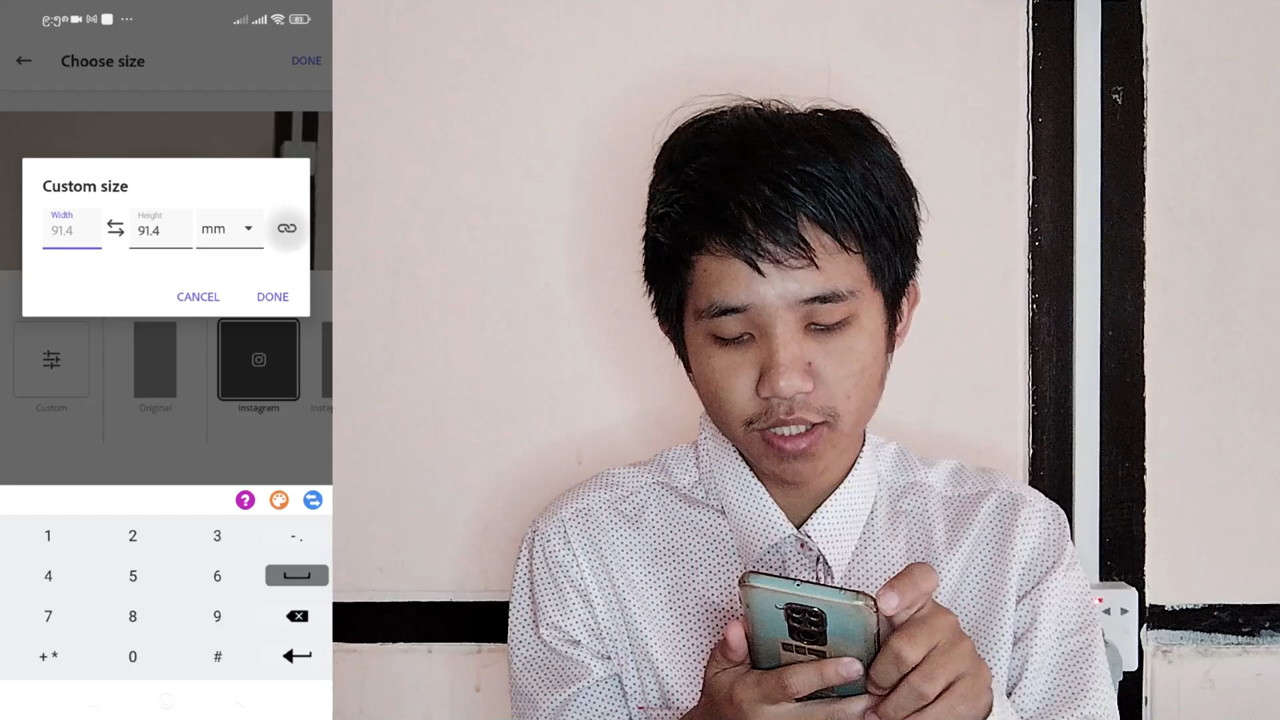 Choose size
DONE
Custom size
Width
91.4
Height
91.4
mm
CANCEL
DONE
Custom
Original
Instagram
1 2 3 - .
4 5 6
7 8 9
+ * 0 #